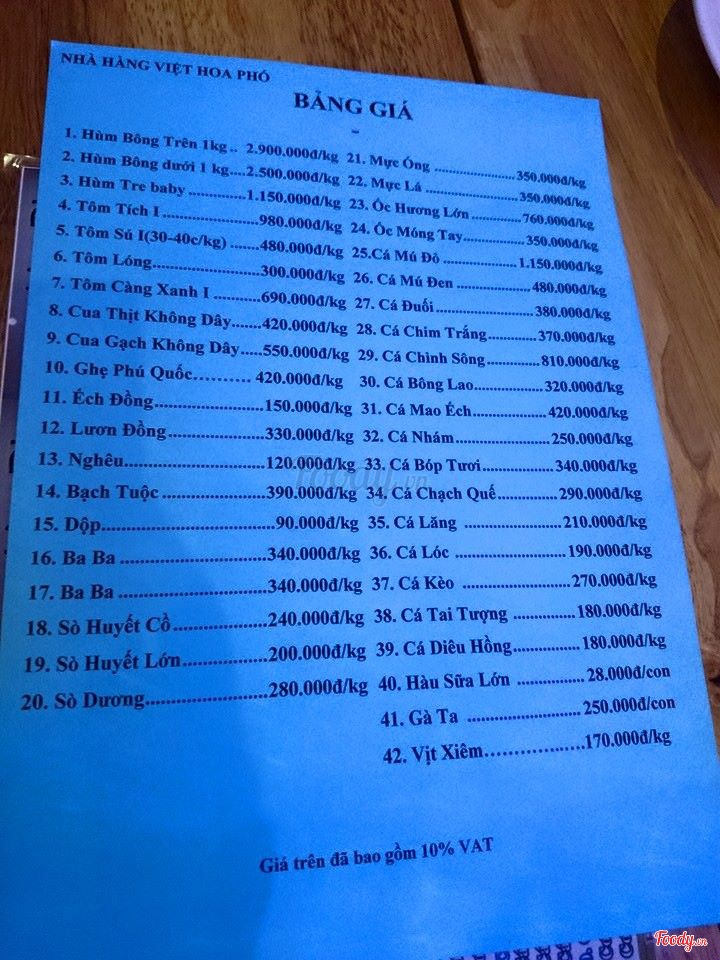 NHÀ HÀNG VIỆT HOA PHỐ
BẢNG GIÁ
-
1. Hùm Bông Trên 1kg.. 2.900.000đ/kg
2. Hùm Bông dưới 1 kg....2.500.000đ/kg
3. Hùm Tre baby ..............1.150.000đ/kg
4. Tôm Tích I ....................980.000đ/kg
5. Tôm Sú I(30-40c/kg) ......480.000đ/kg
6. Tôm Lóng......................300.000đ/kg
7. Tôm Càng Xanh I ..........690.000đ/kg
8. Cua Thịt Không Dây......420.000đ/kg
9. Cua Gạch Không Dây.....550.000đ/kg
10. Ghẹ Phú Quốc.......... 420.000đ/kg
11. Ếch Đồng......................150.000đ/kg
12. Lươn Đồng...................330.000đ/kg
13. Nghêu...........................120.000đ/kg
14. Bạch Tuộc ....................390.000đ/kg
15. Dộp................................90.000đ/kg
16. Ba Ba ...........................340.000đ/kg
17. Ba Ba ...........................340.000đ/kg
18. Sò Huyết Cồ.................240.000đ/kg
19. Sò Huyết Lớn................200.000đ/kg
20. Sò Dương......................280.000đ/kg
21. Mực Ống ......................350.000đ/kg
22. Mực Lá .........................350.000đ/kg
23. Ốc Hương Lớn .............760.000đ/kg
24. Ốc Móng Tay................350.000đ/kg
25.Cá Mú Đỏ ....................1.150.000đ/kg
26. Cá Mú Đen ...................480.000đ/kg
27. Cá Đuối ........................380.000đ/kg
28. Cá Chim Trắng.............370.000đ/kg
29. Cá Chình Sông..............810.000đ/kg
30. Cá Bông Lao.................320.000đ/kg
31. Cá Mao Ếch..................420.000đ/kg
32. Cá Nhám .......................250.000đ/kg
33. Cá Bóp Tươi ..................340.000đ/kg
34. Cá Chạch Quế...............290.000đ/kg
35. Cá Lăng ........................210.000đ/kg
36. Cá Lóc ..........................190.000đ/kg
37. Cá Kèo ..........................270.000đ/kg
38. Cá Tai Tượng ...............180.000đ/kg
39. Cá Diêu Hồng................180.000đ/kg
40. Hàu Sữa Lớn ................28.000đ/con
41. Gà Ta ...........................250.000đ/con
42. Vịt Xiêm.....................170.000đ/kg
Giá trên đã bao gồm 10% VAT
Foody.vn
Foody.vn